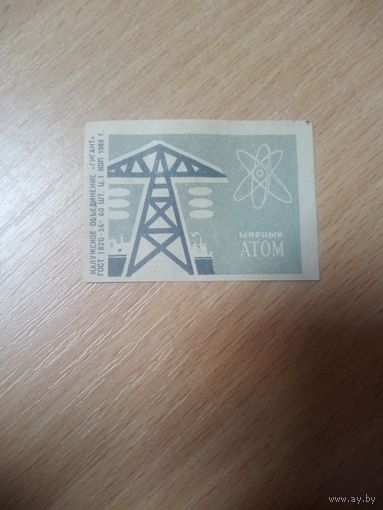 КАЛУЖСКОЕ ОБЪЕДИНЕНИЕ «ГИГАНТ»
ГОСТ 1820-56* 60 ШТ. Ц. 1 КОП 1965 Г.
МИРНЫЙ
АТОМ
www.ay.by